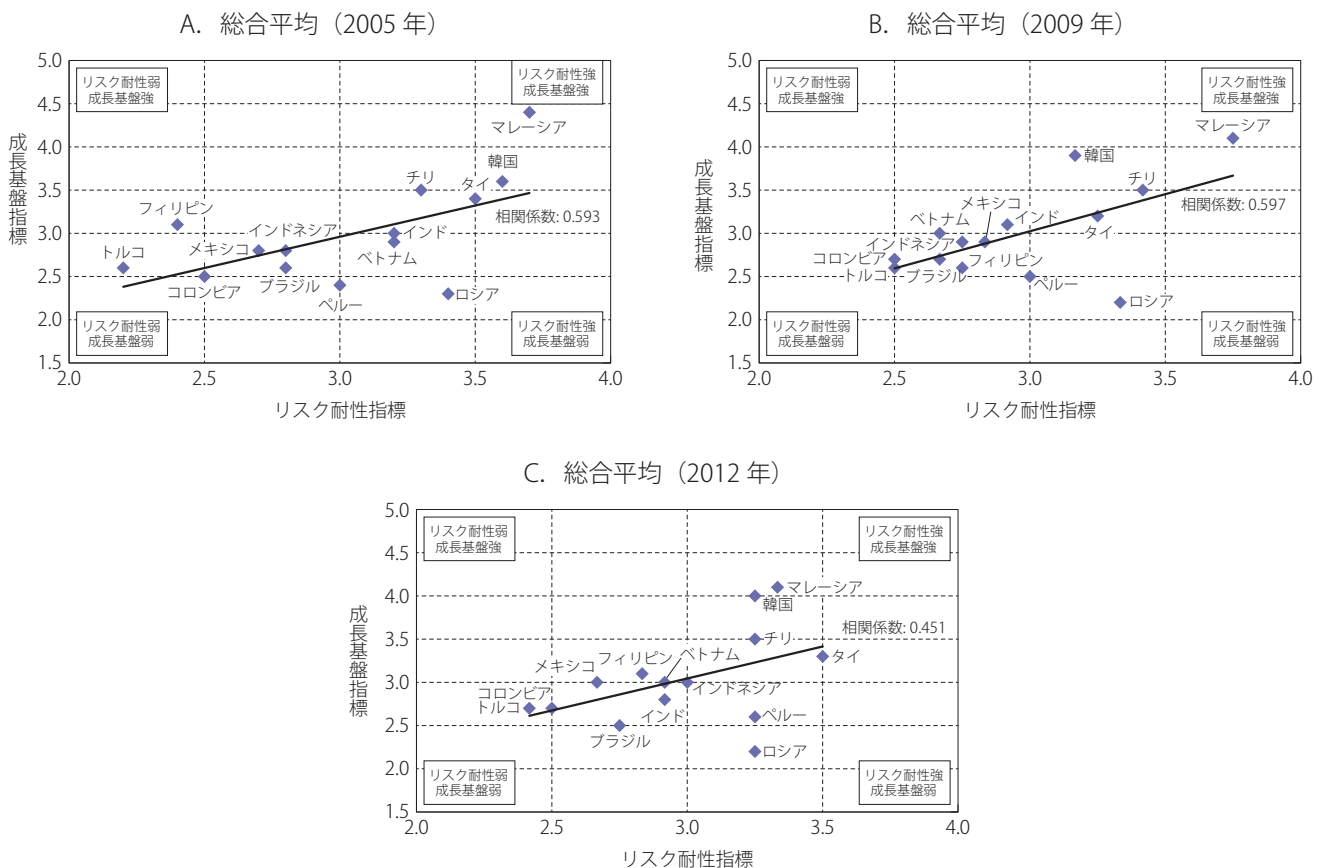 A. 総合平均（2005 年）
成長基盤指標
5.0
4.5
4.0
3.5
3.0
2.5
2.0
1.5
2.0
2.5
3.0
3.5
4.0
リスク耐性指標
リスク耐性弱
成長基盤強
リスク耐性強
成長基盤強
マレーシア
韓国
チリ
タイ
相関係数: 0.593
フィリピン
インドネシア
インド
トルコ
メキシコ
ベトナム
コロンビア
ブラジル
ペルー
ロシア
リスク耐性弱
成長基盤弱
リスク耐性強
成長基盤弱
B. 総合平均（2009 年）
成長基盤指標
5.0
4.5
4.0
3.5
3.0
2.5
2.0
1.5
2.0
2.5
3.0
3.5
4.0
リスク耐性指標
リスク耐性弱
成長基盤強
リスク耐性強
成長基盤強
マレーシア
韓国
チリ
メキシコ
相関係数: 0.597
ベトナム
インド
タイ
インドネシア
コロンビア
フィリピン
トルコ
ブラジル
ペルー
ロシア
リスク耐性弱
成長基盤弱
リスク耐性強
成長基盤弱
C. 総合平均（2012 年）
成長基盤指標
5.0
4.5
4.0
3.5
3.0
2.5
2.0
1.5
2.0
2.5
3.0
3.5
4.0
リスク耐性指標
リスク耐性弱
成長基盤強
リスク耐性強
成長基盤強
マレーシア
韓国
チリ
相関係数: 0.451
メキシコ
フィリピン
ベトナム
タイ
コロンビア
インドネシア
トルコ
インド
ペルー
ブラジル
ロシア
リスク耐性弱
成長基盤弱
リスク耐性強
成長基盤弱